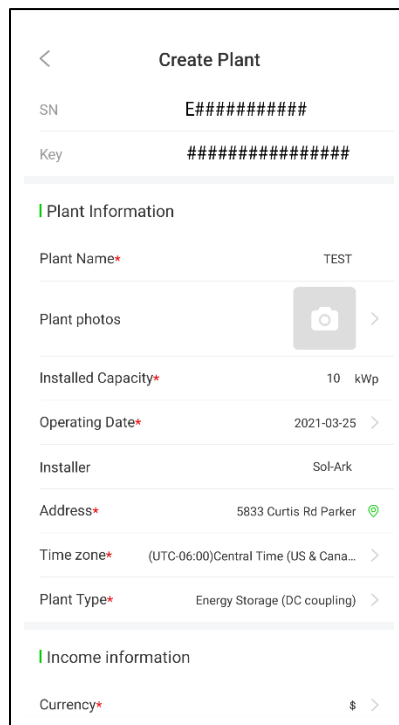 Create Plant
SN E###########
Key ################
Plant Information
Plant Name* TEST
Plant photos
Installed Capacity* 10 kWp
Operating Date* 2021-03-25
Installer Sol-Ark
Address* 5833 Curtis Rd Parker
Time zone* (UTC-06:00)Central Time (US & Cana...
Plant Type* Energy Storage (DC coupling)
Income information
Currency* $